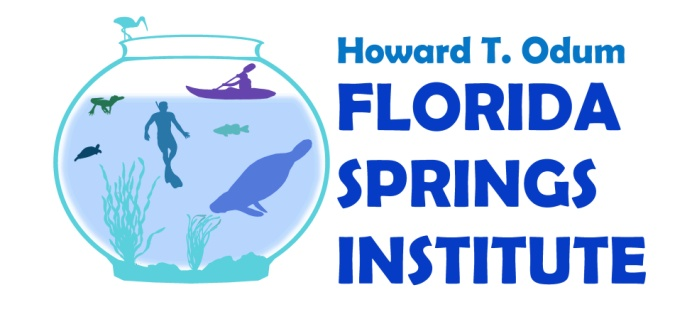 Howard T. Odum
FLORIDA
SPRINGS
INSTITUTE